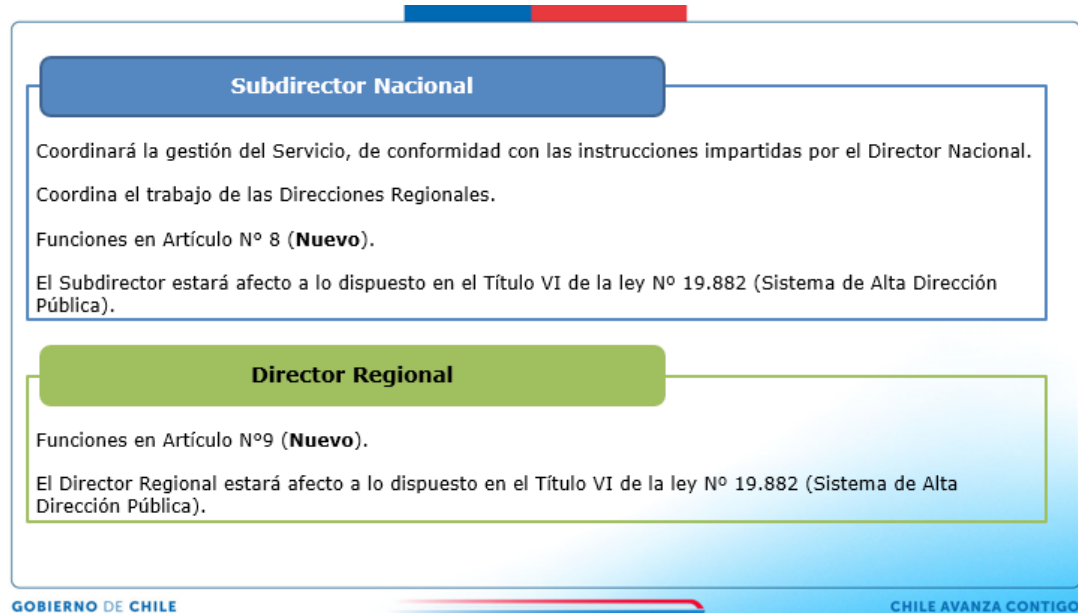 Subdirector Nacional
Coordinará la gestión del Servicio, de conformidad con las instrucciones impartidas por el Director Nacional.
Coordina el trabajo de las Direcciones Regionales.
Funciones en Artículo Nº 8 (Nuevo).
El Subdirector estará afecto a lo dispuesto en el Título VI de la ley Nº 19.882 (Sistema de Alta Dirección
Pública).
Director Regional
Funciones en Artículo Nº9 (Nuevo).
El Director Regional estará afecto a lo dispuesto en el Título VI de la ley Nº 19.882 (Sistema de Alta
Dirección Pública).
GOBIERNO DE CHILE
CHILE AVANZA CONTIGO